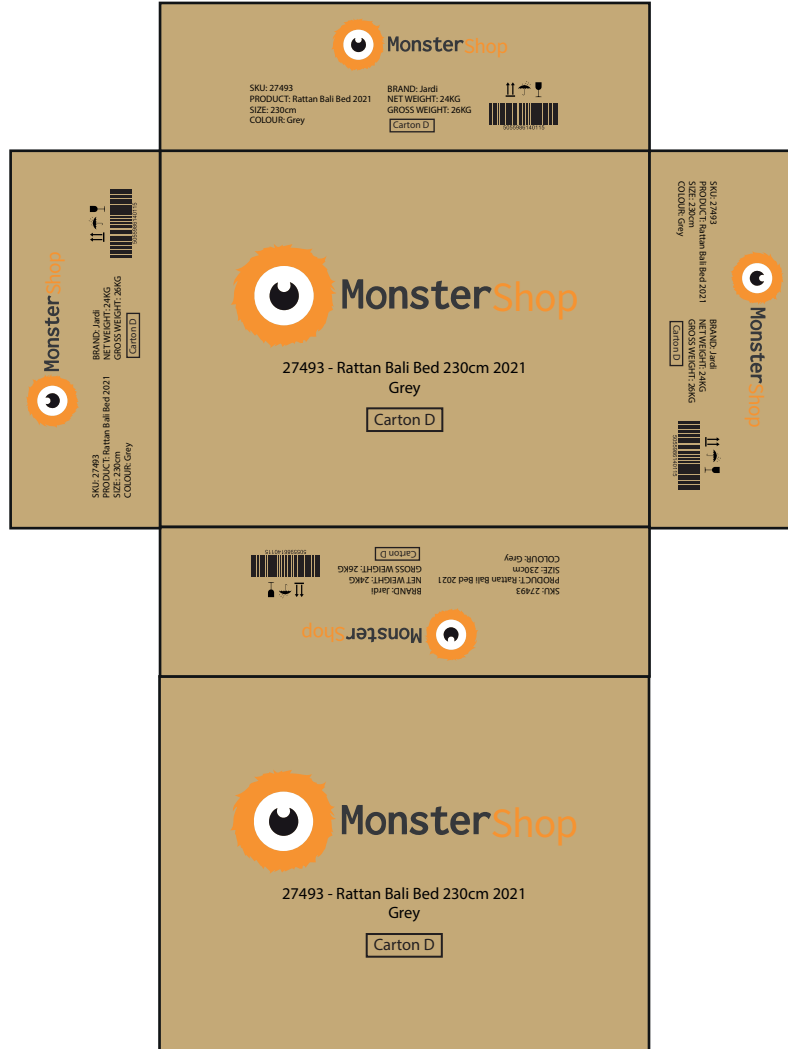 MonsterShop
SKU: 27493
PRODUCT: Rattan Bali Bed 2021
SIZE: 230cm
COLOUR: Grey
BRAND: Jardi
NET WEIGHT: 24KG
GROSS WEIGHT: 26KG
Carton D
5055986140115
MonsterShop
SKU: 27493
PRODUCT: Rattan Bali Bed 2021
SIZE: 230cm
COLOUR: Grey
BRAND: Jardi
NET WEIGHT: 24KG
GROSS WEIGHT: 26KG
Carton D
5055986140115
MonsterShop
27493 - Rattan Bali Bed 230cm 2021
Grey
Carton D
MonsterShop
SKU: 27493
PRODUCT: Rattan Bali Bed 2021
SIZE: 230cm
COLOUR: Grey
BRAND: Jardi
NET WEIGHT: 24KG
GROSS WEIGHT: 26KG
Carton D
5055986140115
MonsterShop
SKU: 27493
PRODUCT: Rattan Bali Bed 2021
SIZE: 230cm
COLOUR: Grey
BRAND: Jardi
NET WEIGHT: 24KG
GROSS WEIGHT: 26KG
Carton D
5055986140115
MonsterShop
27493 - Rattan Bali Bed 230cm 2021
Grey
Carton D